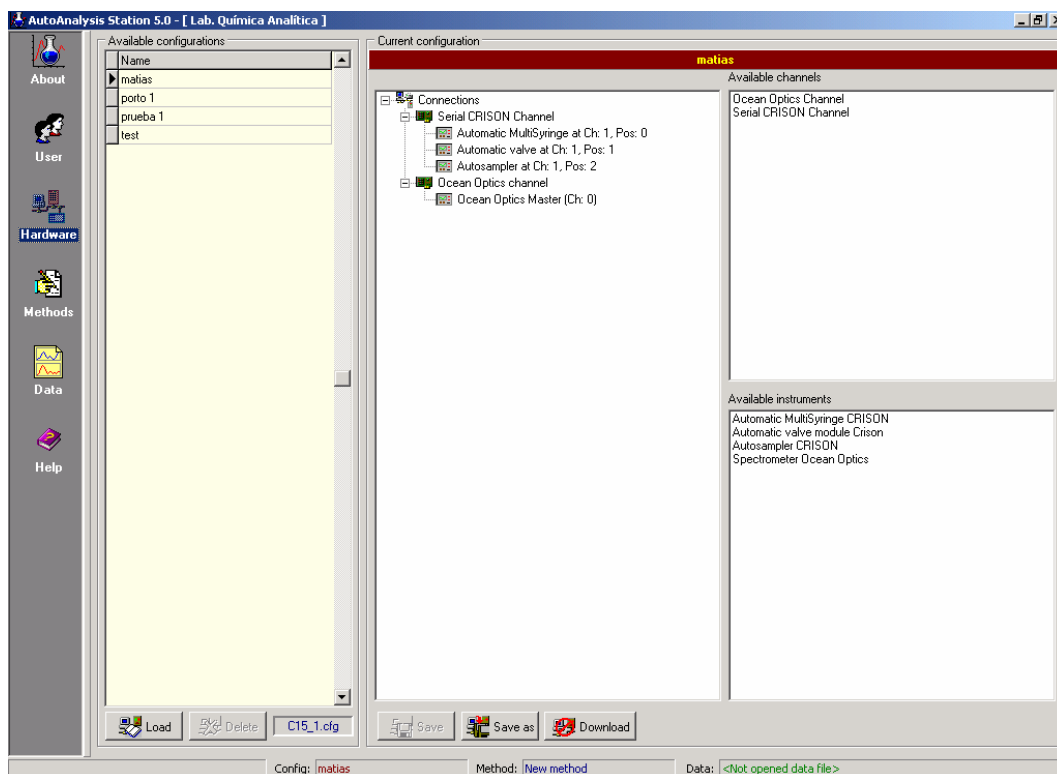 AutoAnalysis Station 5.0 - [ Lab. Química Analítica ]
About
User
Hardware
Methods
Data
Help
Available configurations
Name
matias
porto 1
prueba 1
test
Load
Delete
C15_1.cfg
Current configuration
matias
Connections
Serial CRISON Channel
Automatic MultiSyringe at Ch: 1, Pos: 0
Automatic valve at Ch: 1, Pos: 1
Autosampler at Ch: 1, Pos: 2
Ocean Optics channel
Ocean Optics Master (Ch: 0)
Available channels
Ocean Optics Channel
Serial CRISON Channel
Available instruments
Automatic MultiSyringe CRISON
Automatic valve module Crison
Autosampler CRISON
Spectrometer Ocean Optics
Save
Save as
Download
Config: matias
Method: New method
Data: <Not opened data file>